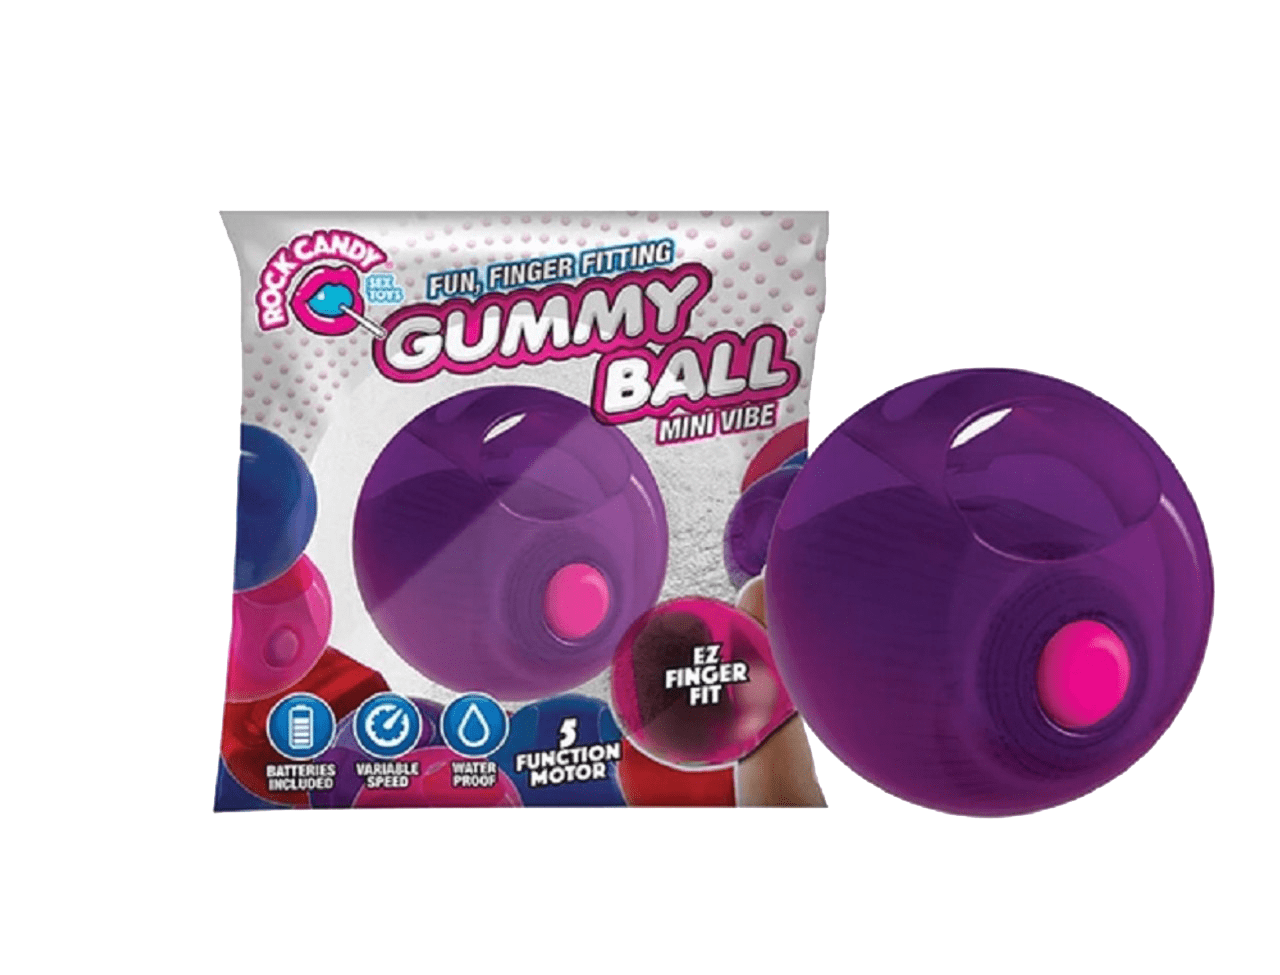 ROCK CANDY
SEX
TOYS
FUN, FINGER FITTING
GUMMY
BALL
MINI VIBE
EZ
FINGER
FIT
BATTERIES
INCLUDED
VARIABLE
SPEED
WATER
PROOF
5
FUNCTION
MOTOR